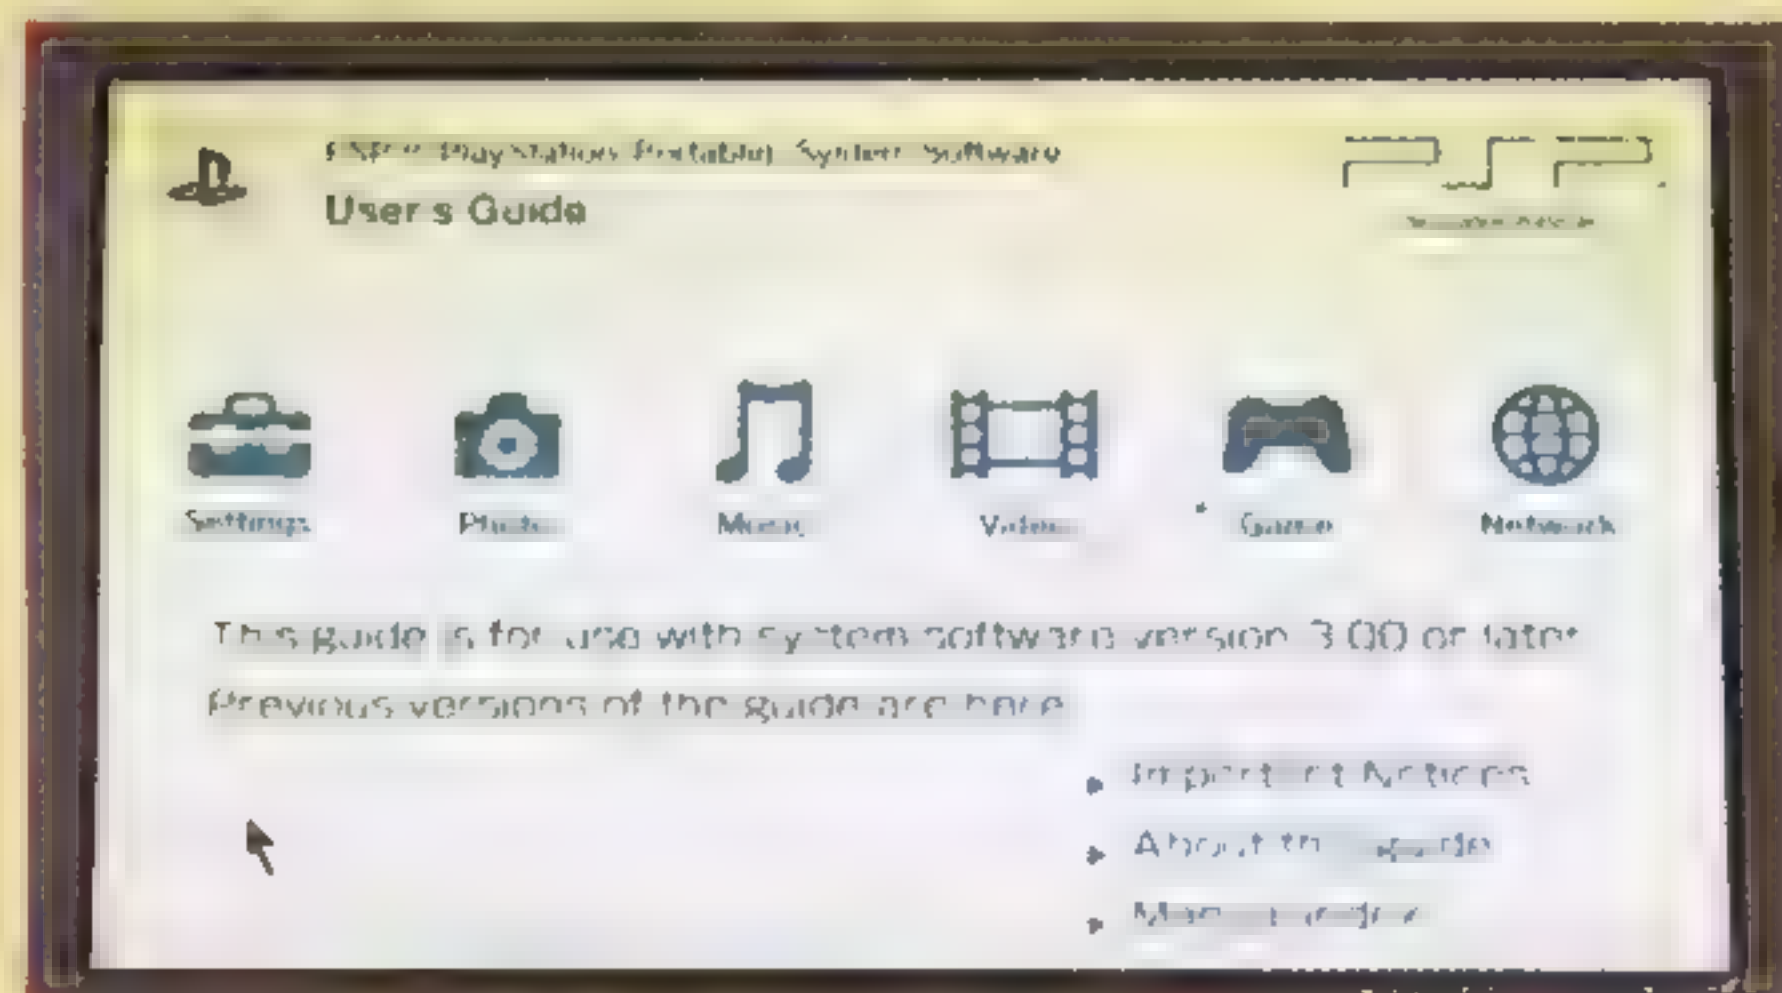 PSP™ (PlayStation Portable) System Software
User's Guide
PSP
Settings
Photo
Music
Video
Game
Network
This guide is for use with system software version 3.00 or later
Previous versions of the guide are here
Important Notices
About this guide